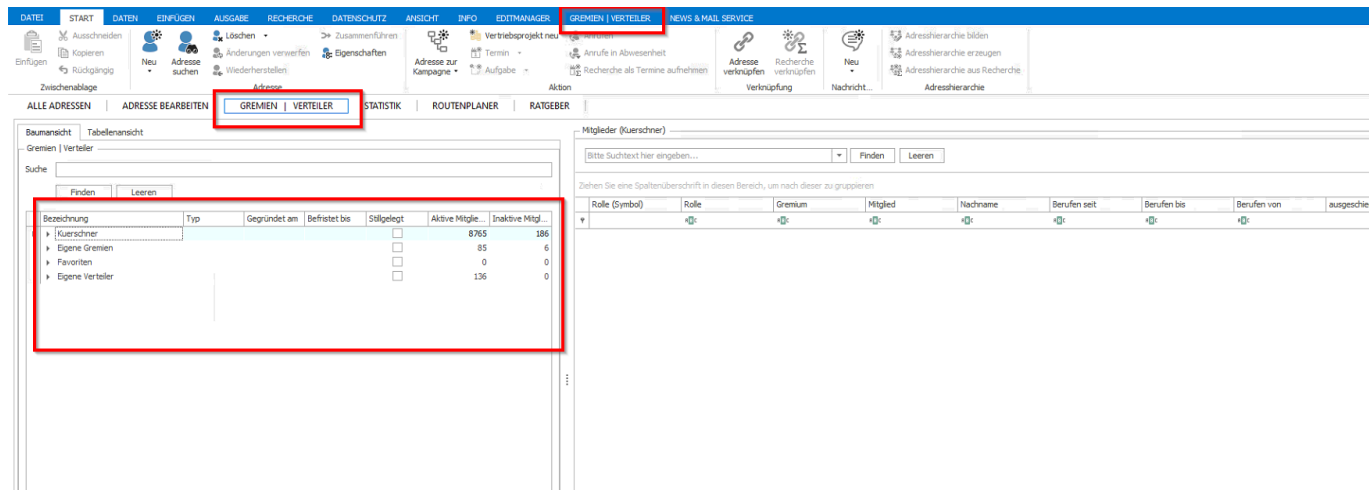 DATEI START DATEN EINFÜGEN AUSGABE RECHERCHE DATENSCHUTZ ANSICHT INFO EDITMANAGER GREMIEN | VERTEILER NEWS & MAIL SERVICE
Einfügen
Ausschneiden
Kopieren
Rückgängig
Zwischenablage
Neu
Adresse suchen
Löschen
Änderungen verwerfen
Wiederherstellen
Zusammenführen
Eigenschaften
Adresse
Adresse zur Kampagne
Vertriebsprojekt neu
Termin
Aufgabe
Anrufen
Anrufe in Abwesenheit
Recherche als Termine aufnehmen
Aktion
Adresse verknüpfen
Recherche verknüpfen
Verknüpfung
Neu
Nachricht...
Adresshierarchie bilden
Adresshierarchie erzeugen
Adresshierarchie aus Recherche
Adresshierarchie
ALLE ADRESSEN | ADRESSE BEARBEITEN | GREMIEN | VERTEILER STATISTIK | ROUTENPLANER | RATGEBER |
Baumansicht Tabellenansicht
Gremien | Verteiler
Suche
Finden Leeren
Bezeichnung Typ Gegründet am Befristet bis Stillgelegt Aktive Mitglie... Inaktive Mitgl...
Kuerschner 8765 186
Eigene Gremien 85 6
Favoriten 0 0
Eigene Verteiler 136 0
Mitglieder (Kuerschner)
Bitte Suchtext hier eingeben... Finden Leeren
Ziehen Sie eine Spaltenüberschrift in diesen Bereich, um nach dieser zu gruppieren
Rolle (Symbol) Rolle Gremium Mitglied Nachname Berufen seit Berufen bis Berufen von ausgeschie